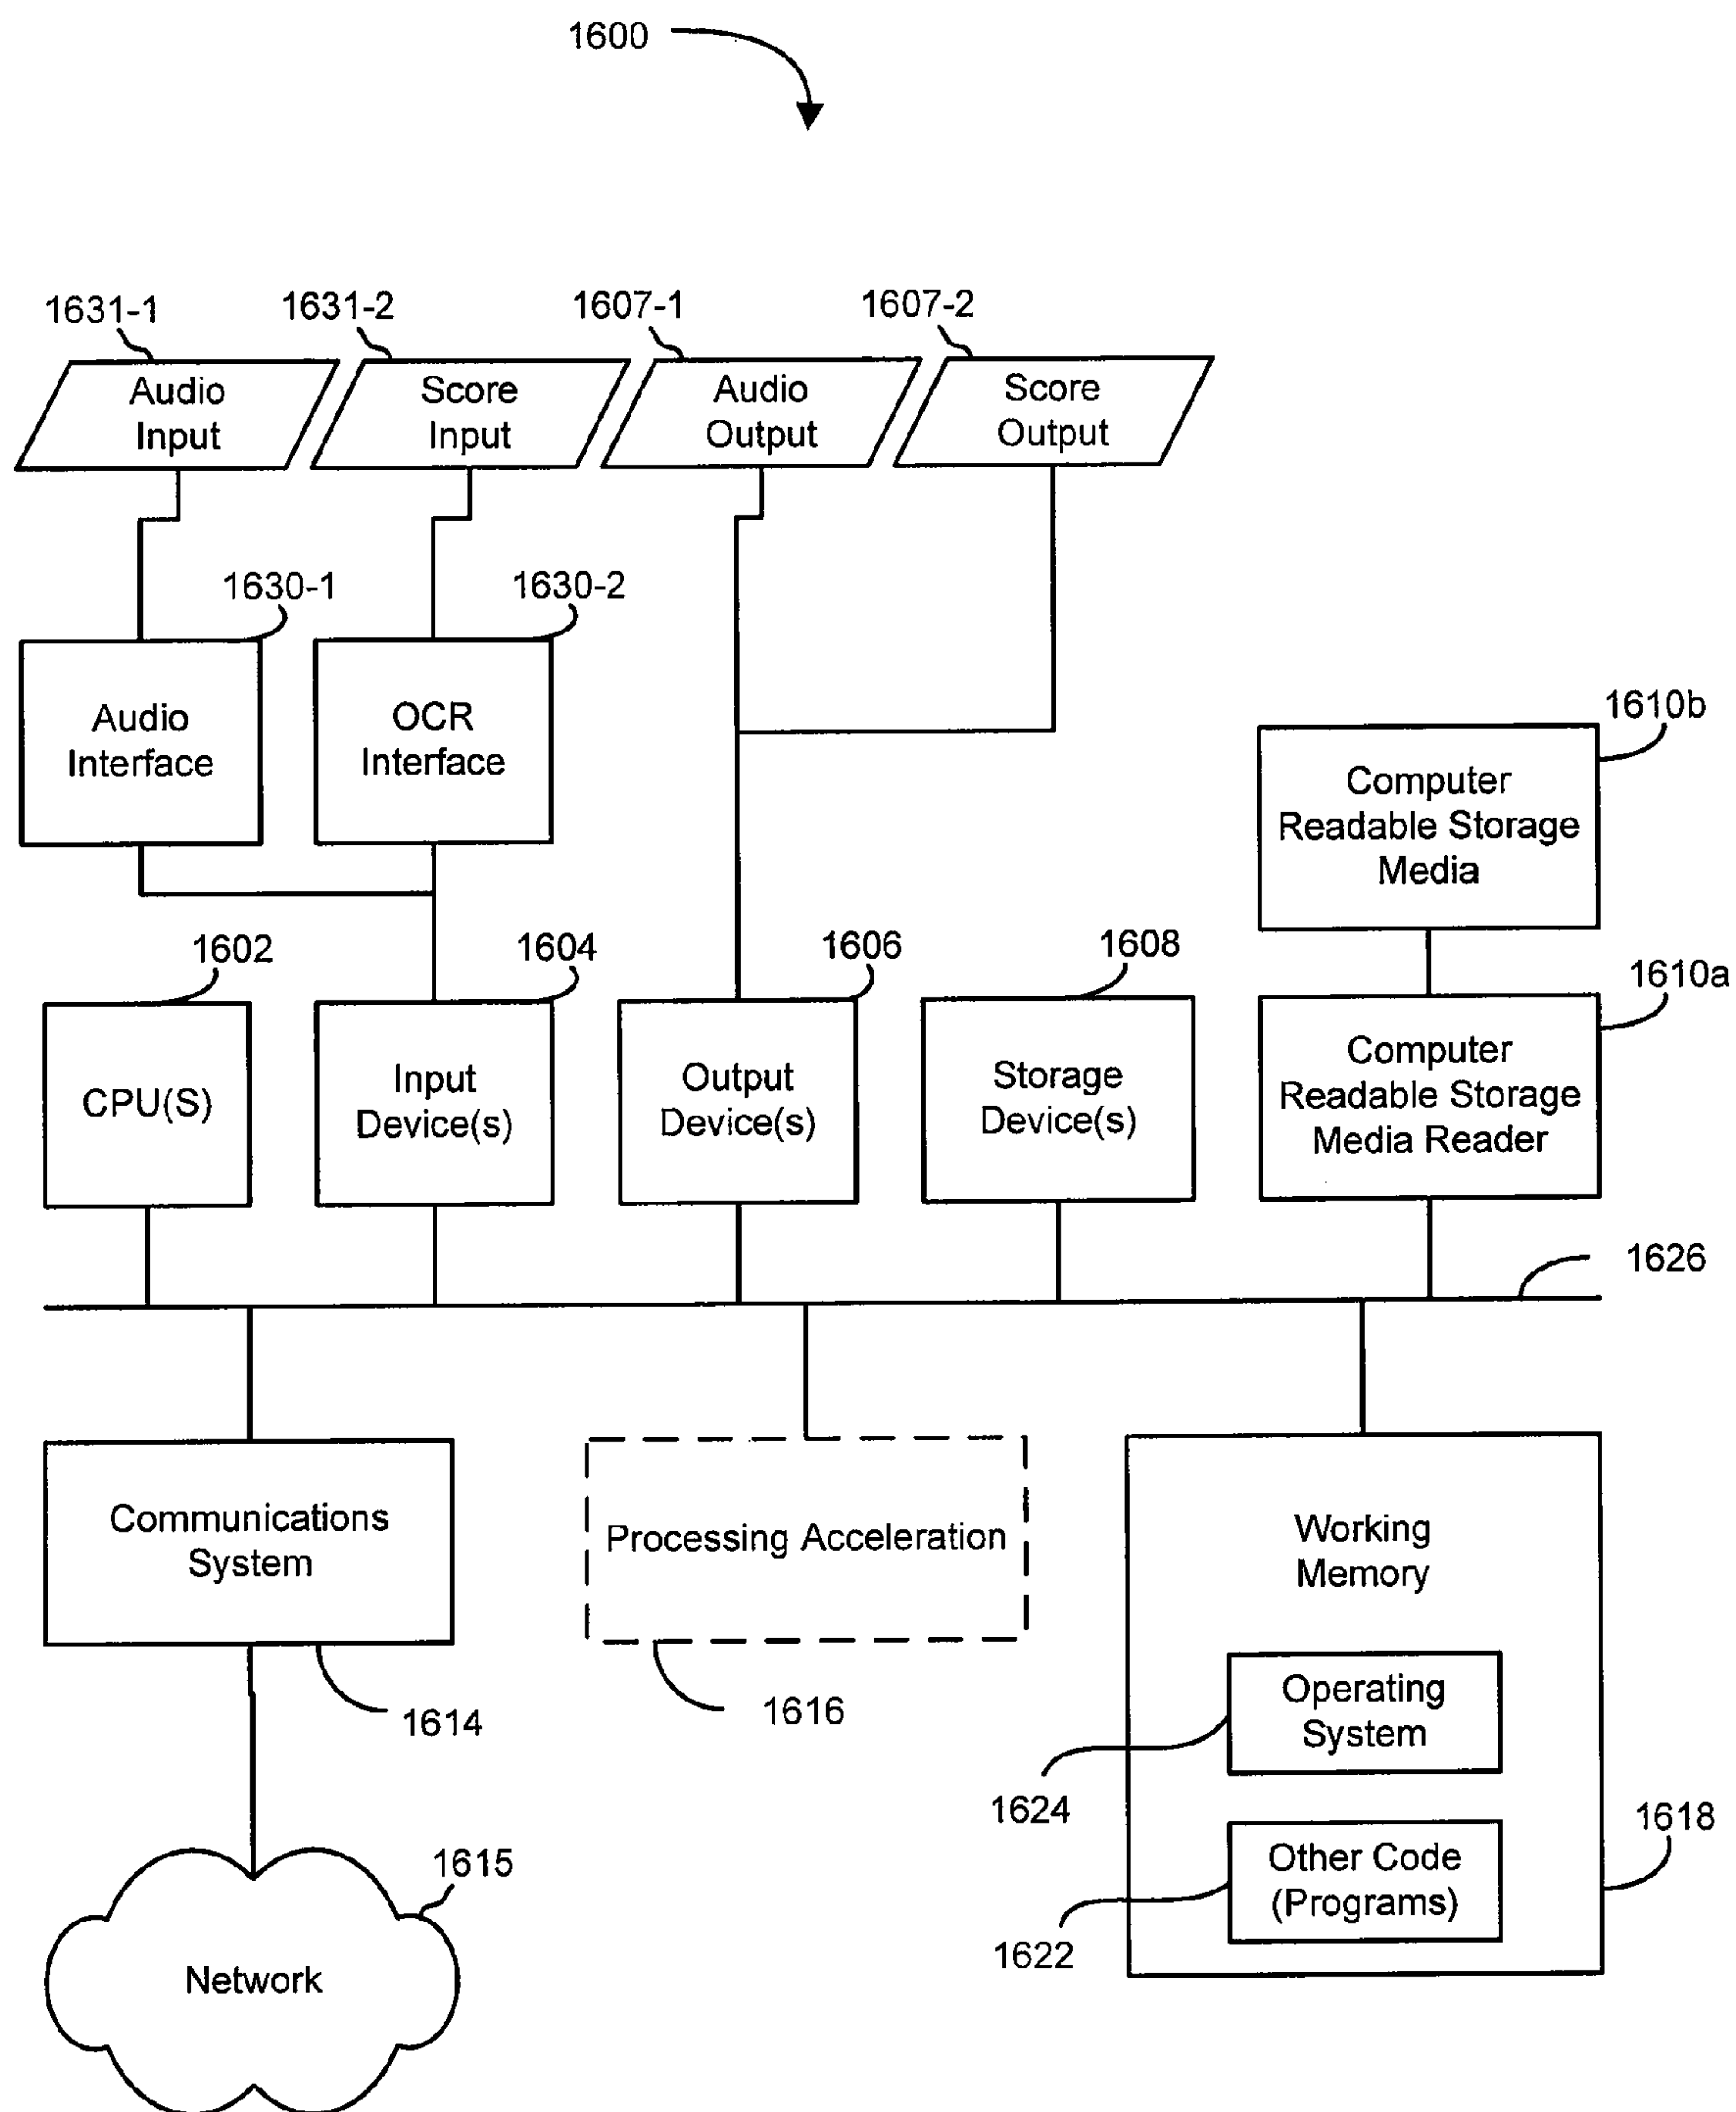 1600
1631-1
1631-2
1607-1
1607-2
Audio
Input
Score
Input
Audio
Output
Score
Output
1630-1
1630-2
Audio
Interface
OCR
Interface
1610b
Computer
Readable Storage
Media
1602
1604
1606
1608
1610a
CPU(S)
Input
Device(s)
Output
Device(s)
Storage
Device(s)
Computer
Readable Storage
Media Reader
1626
Communications
System
Processing Acceleration
Working
Memory
1614
1616
Operating
System
1624
1618
Other Code
(Programs)
1622
1615
Network